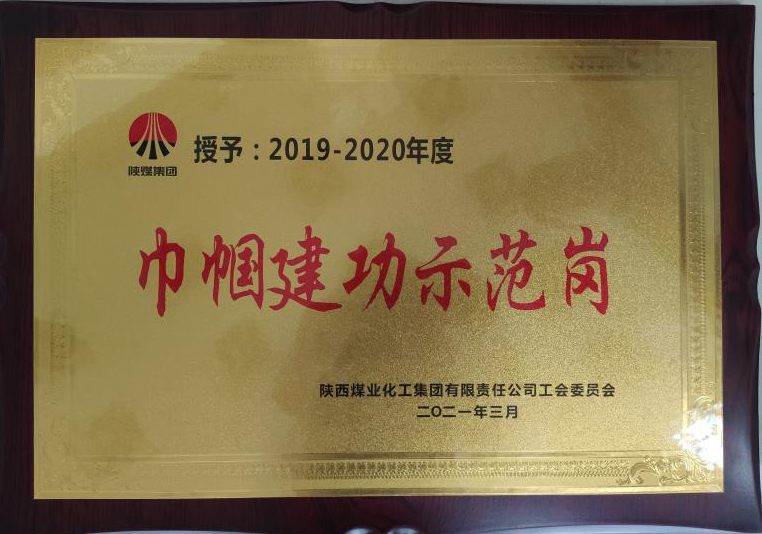 陕煤集团
授予：2019-2020年度
巾帼建功示范岗
陕西煤业化工集团有限责任公司工会委员会
二〇二一年三月